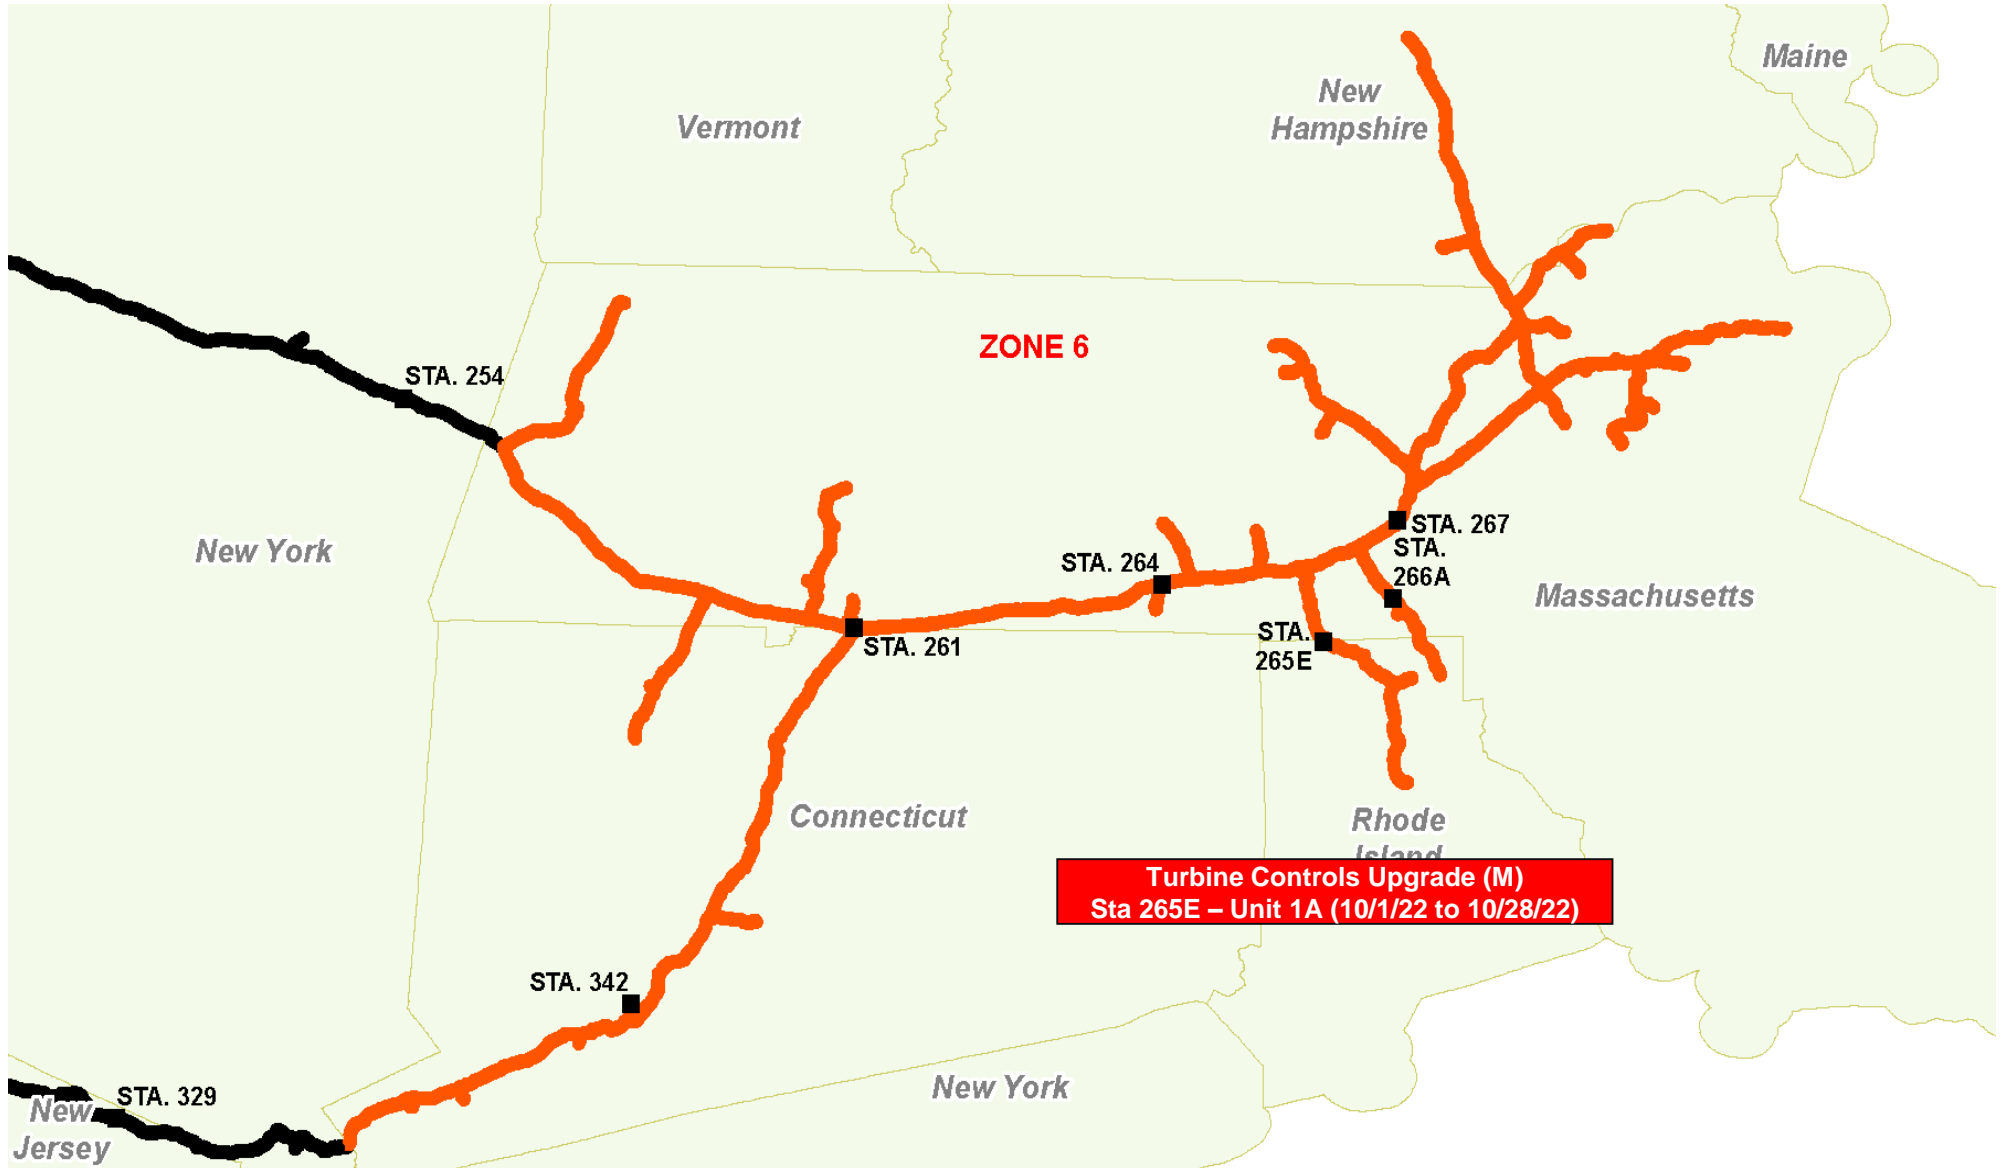 Maine
New
Hampshire
Vermont
ZONE 6
STA. 254
STA. 267
STA.
266A
New York
STA. 264
Massachusetts
STA. 261
STA.
265E
Connecticut
Rhode
Island
Turbine Controls Upgrade (M)
Sta 265E – Unit 1A (10/1/22 to 10/28/22)
STA. 342
New York
STA. 329
New
Jersey